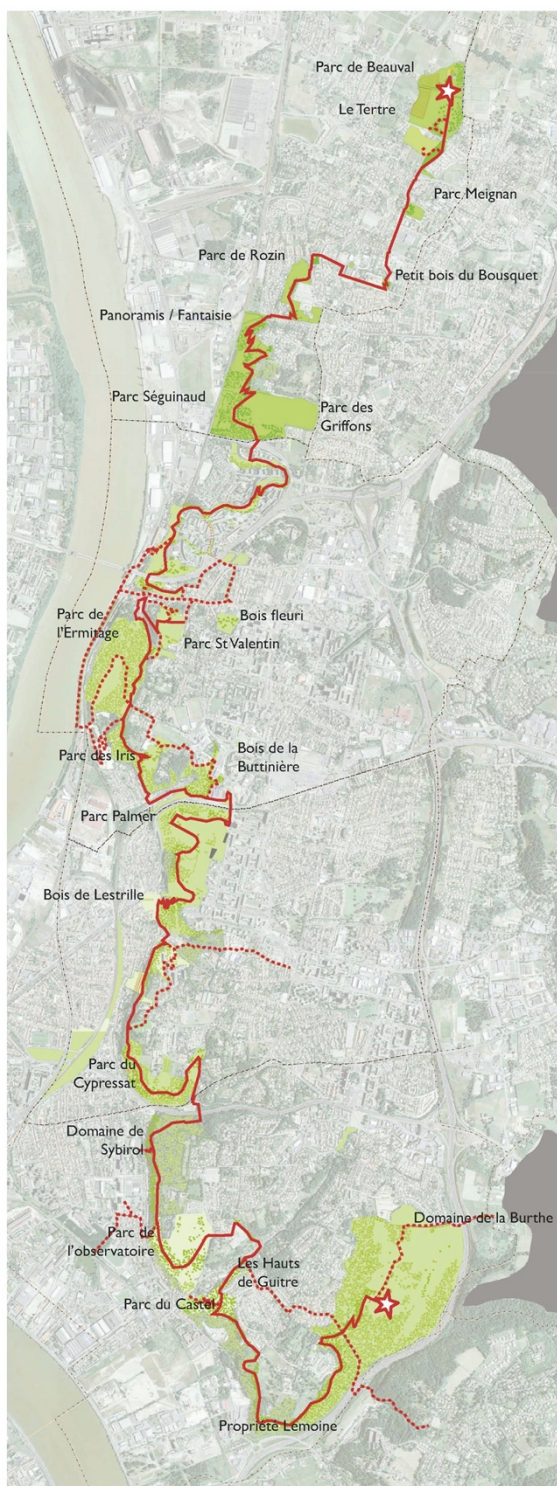 Parc de Beauval
Le Tertre
Parc Meignan
Parc de Rozin
Petit bois du Bousquet
Panoramis / Fantaisie
Parc Séguinaud
Parc des
Griffons
Parc de
l'Ermitage
Bois fleuri
Parc St Valentin
Parc des Iris
Bois de la
Buttinière
Parc Palmer
Bois de Lestrille
Parc du
Cypressat
Domaine de
Sybirol
Domaine de la Burthe
Parc de
l'observatoire
Les Hauts
de Guitre
Parc du Castel
Propriété Lemoine